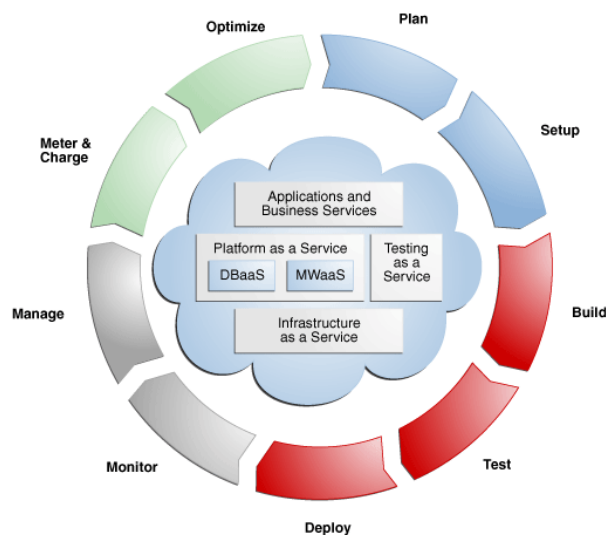 Plan
Optimize
Setup
Meter &
Charge
Applications and
Business Services
Platform as a Service
DBaaS
MWaaS
Testing
as a
Service
Infrastructure
as a Service
Manage
Build
Monitor
Test
Deploy